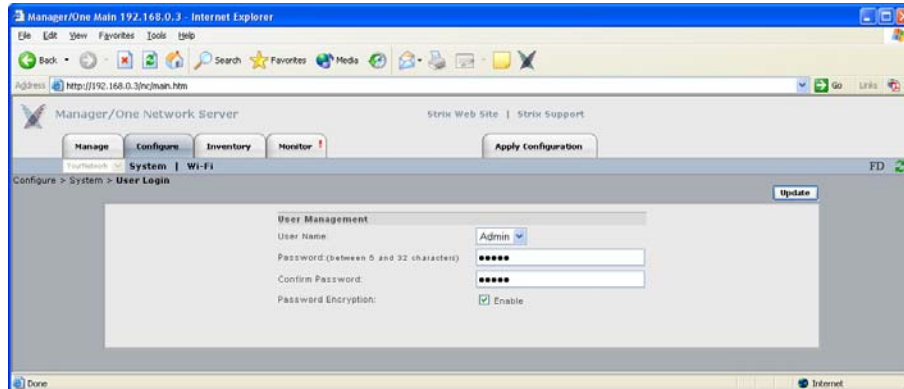 Manager/One Main 192.168.0.3 - Internet Explorer
File Edit View Favorites Tools Help
Back Search Favorites Media
Address http://192.168.0.3/nc/main.htm Go Links
Manager/One Network Server Strix Web Site | Strix Support
Manage Configure Inventory Monitor ! Apply Configuration
YourNetwork System | Wi-Fi FD
Configure > System > User Login
Update
User Management
User Name: Admin
Password:(between 5 and 32 characters) •••••
Confirm Password: •••••
Password Encryption: Enable
Done Internet